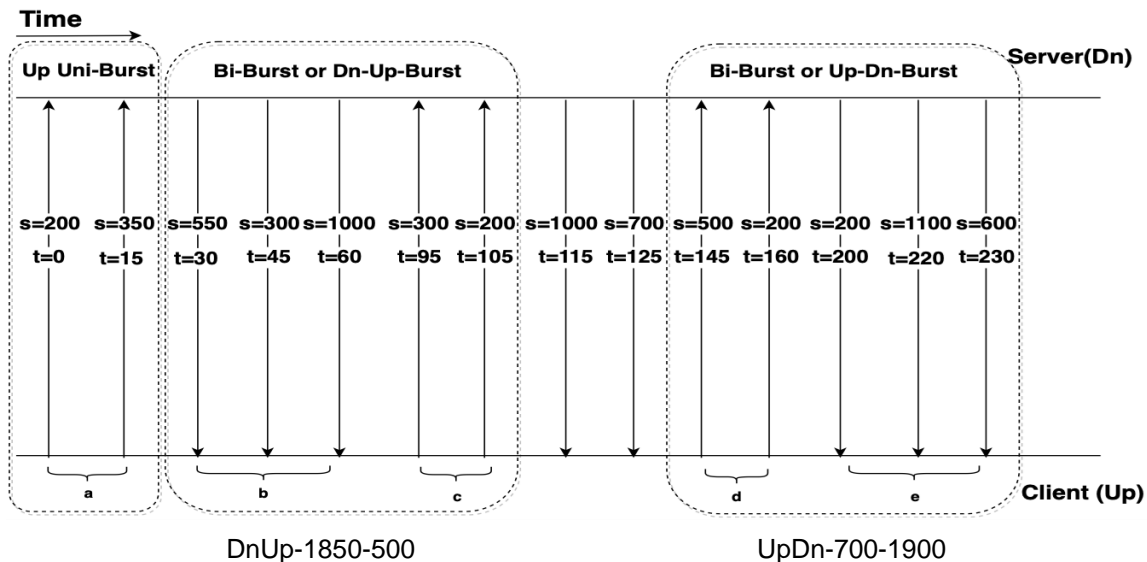 Time
Server(Dn)
Up Uni-Burst
Bi-Burst or Dn-Up-Burst
Bi-Burst or Up-Dn-Burst
s=200 s=350 s=550 s=300 s=1000 s=300 s=200 s=1000 s=700 s=500 s=200 s=200 s=1100 s=600
t=0 t=15 t=30 t=45 t=60 t=95 t=105 t=115 t=125 t=145 t=160 t=200 t=220 t=230
a b c d e
Client (Up)
DnUp-1850-500 UpDn-700-1900